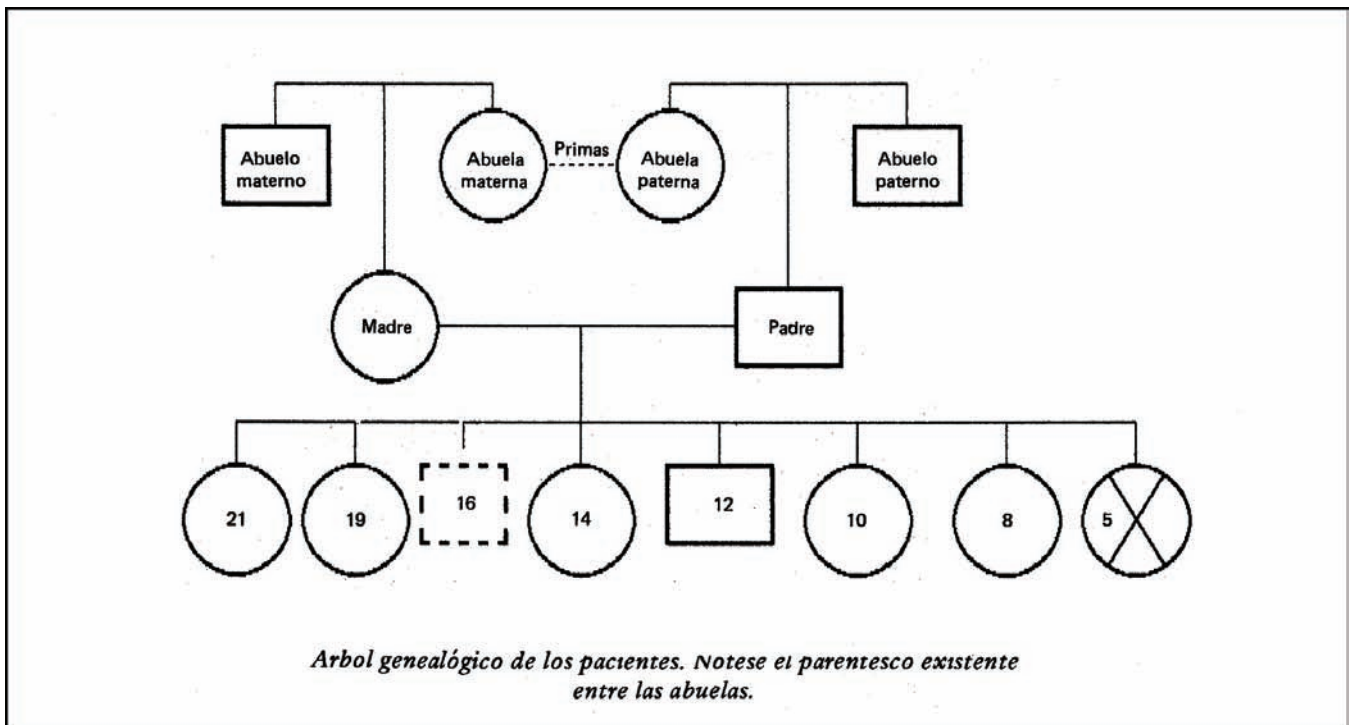 Abuelo
materno
Abuela
materna
Primas
Abuela
paterna
Abuelo
paterno
Madre
Padre
21
19
16
14
12
10
8
5
Arbol genealógico de los pacientes. Notese el parentesco existente
entre las abuelas.